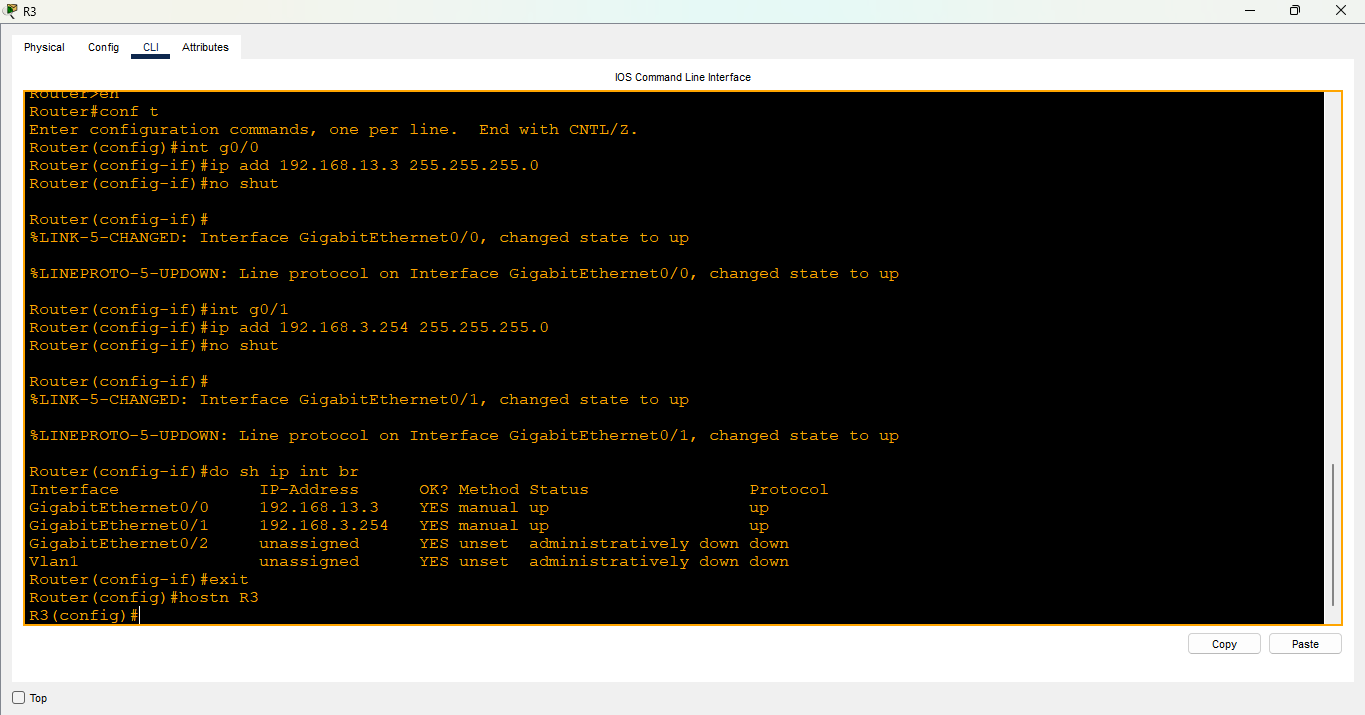 R3
Physical Config CLI Attributes
IOS Command Line Interface
Router>en
Router#conf t
Enter configuration commands, one per line.  End with CNTL/Z.
Router(config)#int g0/0
Router(config-if)#ip add 192.168.13.3 255.255.255.0
Router(config-if)#no shut
Router(config-if)#
%LINK-5-CHANGED: Interface GigabitEthernet0/0, changed state to up
%LINEPROTO-5-UPDOWN: Line protocol on Interface GigabitEthernet0/0, changed state to up
Router(config-if)#int g0/1
Router(config-if)#ip add 192.168.3.254 255.255.255.0
Router(config-if)#no shut
Router(config-if)#
%LINK-5-CHANGED: Interface GigabitEthernet0/1, changed state to up
%LINEPROTO-5-UPDOWN: Line protocol on Interface GigabitEthernet0/1, changed state to up
Router(config-if)#do sh ip int br
Interface              IP-Address      OK? Method Status                Protocol
GigabitEthernet0/0     192.168.13.3    YES manual up                    up
GigabitEthernet0/1     192.168.3.254   YES manual up                    up
GigabitEthernet0/2     unassigned      YES unset  administratively down down
Vlan1                  unassigned      YES unset  administratively down down
Router(config-if)#exit
Router(config)#hostn R3
R3(config)#
Copy Paste
Top